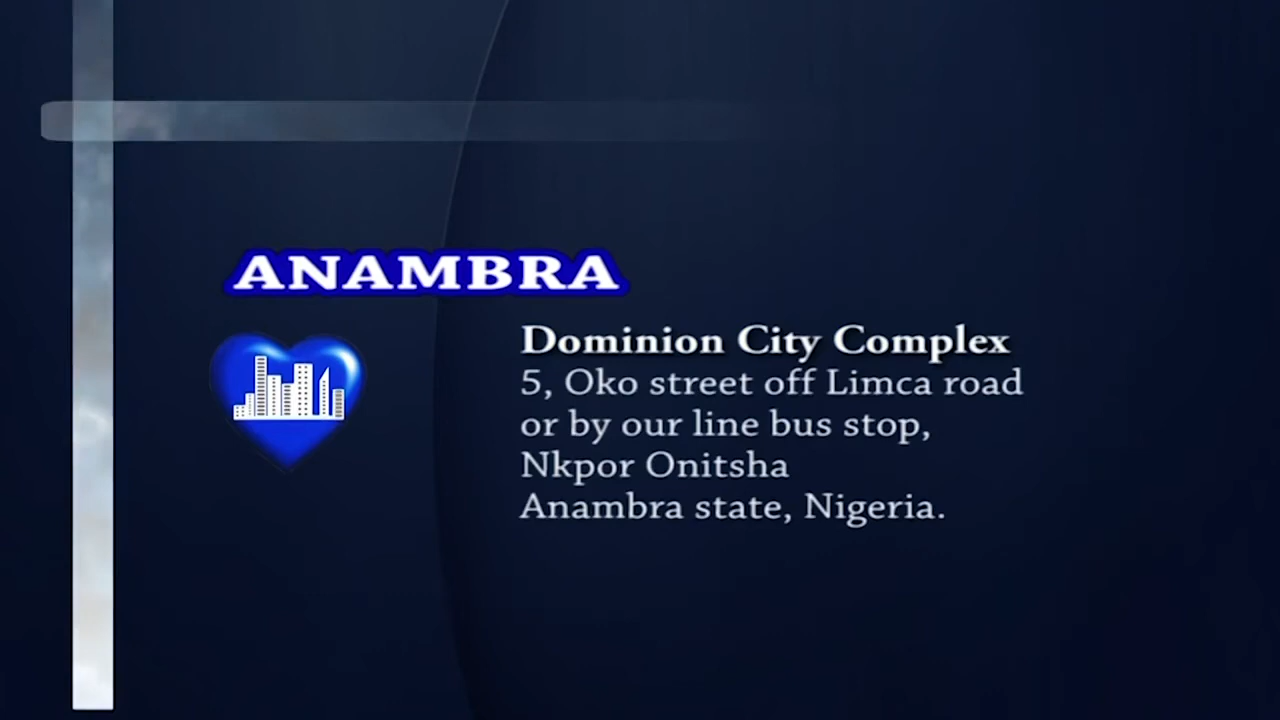 ANAMBRA
Dominion City Complex
5, Oko street off Limca road
or by our line bus stop,
Nkpor Onitsha
Anambra state, Nigeria.